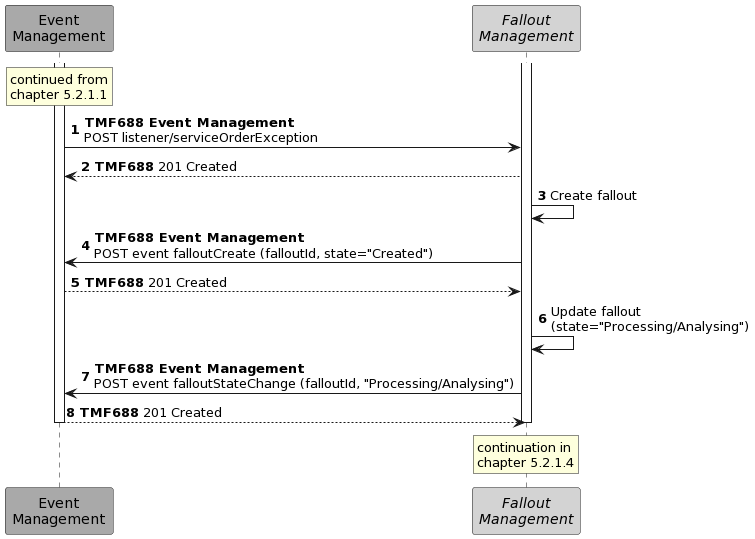 Event
Management
Fallout
Management
continued from
chapter 5.2.1.1
1 TMF688 Event Management
POST listener/serviceOrderException
2 TMF688 201 Created
3 Create fallout
4 TMF688 Event Management
POST event falloutCreate (falloutId, state="Created")
5 TMF688 201 Created
6 Update fallout
(state="Processing/Analysing")
7 TMF688 Event Management
POST event falloutStateChange (falloutId, "Processing/Analysing")
8 TMF688 201 Created
continuation in
chapter 5.2.1.4
Event
Management
Fallout
Management